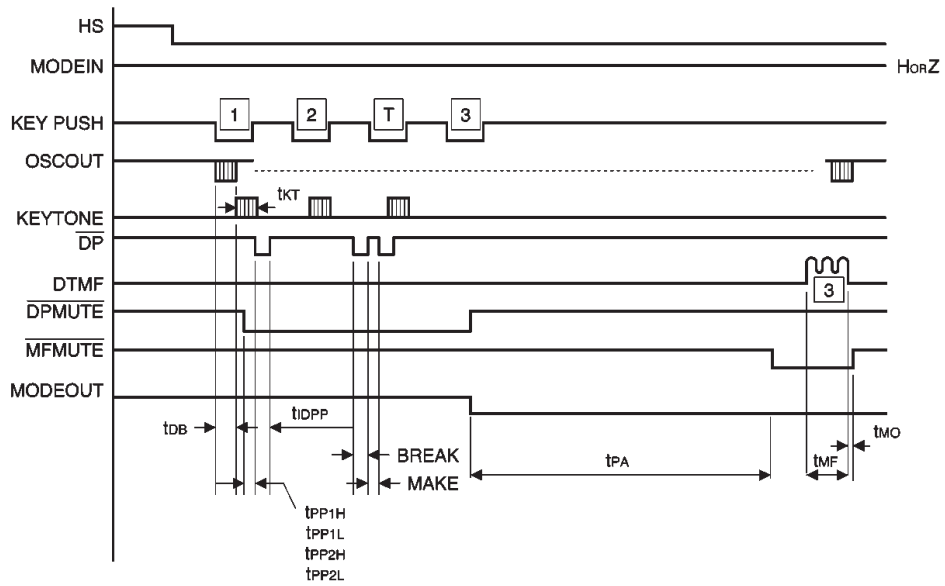 HS
MODEIN
HORZ
KEY PUSH
1
2
T
3
OSCOUT
tKT
KEYTONE
DP
DTMF
3
DPMUTE
MFMUTE
MODEOUT
tDB
tIDPP
BREAK
MAKE
tPA
tMF
tMO
tPP1H
tPP1L
tPP2H
tPP2L